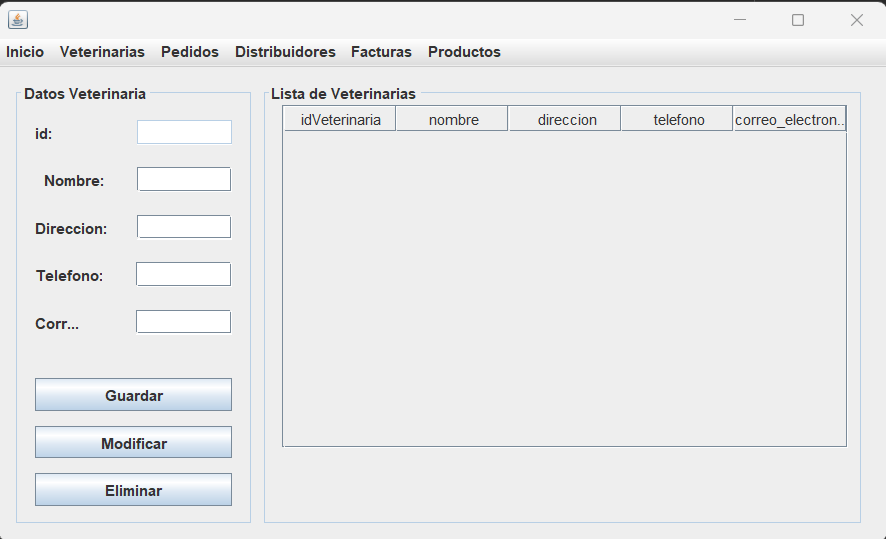 Inicio Veterinarias Pedidos Distribuidores Facturas Productos
Datos Veterinaria
id:
Nombre:
Direccion:
Telefono:
Corr...
Guardar
Modificar
Eliminar
Lista de Veterinarias
idVeterinaria nombre direccion telefono correo_electron...